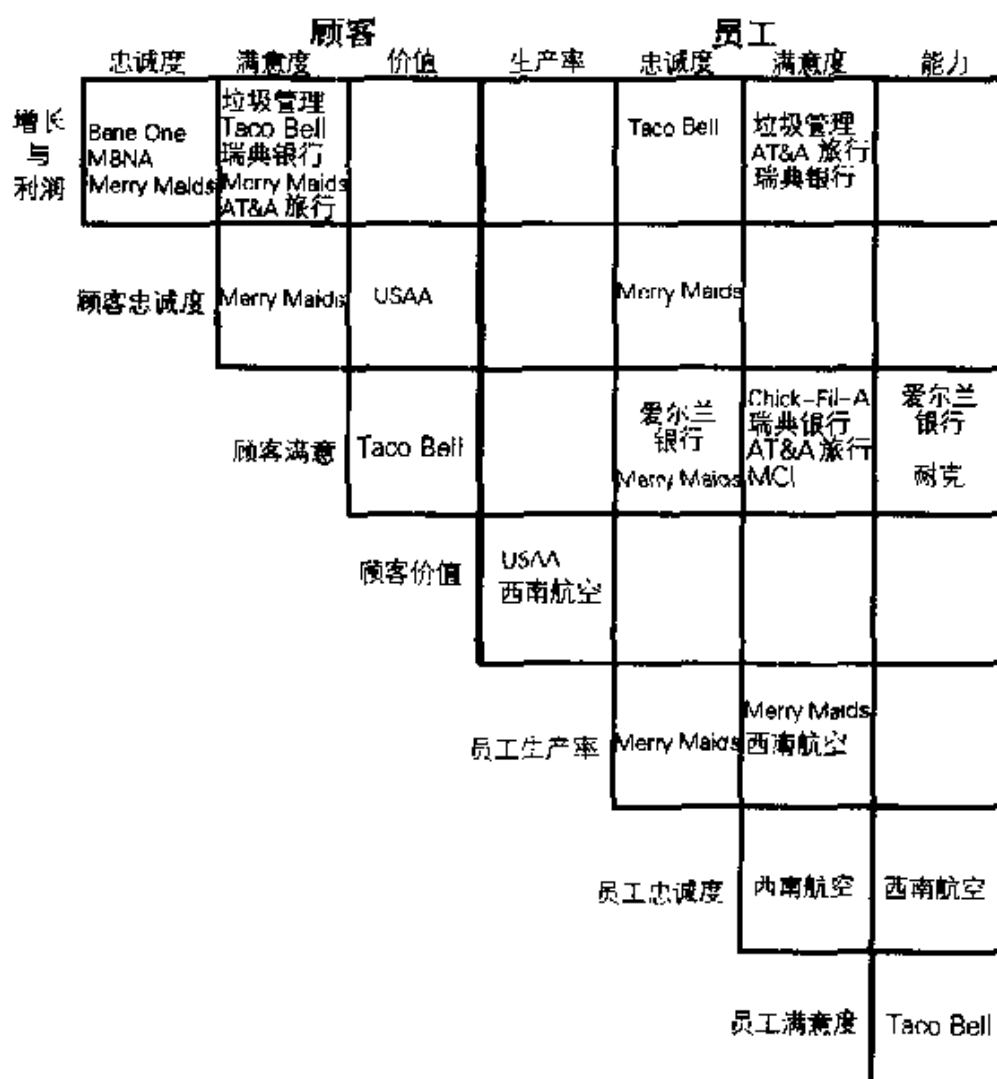 顾客 员工
忠诚度 满意度 价值 生产率 忠诚度 满意度 能力
增长
与
利润
Bane One
MBNA
Merry Maids
垃圾管理
Taco Bell
瑞典银行
Merry Maids
AT&A 旅行
Taco Bell
垃圾管理
AT&A 旅行
瑞典银行
顾客忠诚度
Merry Maids
USAA
Merry Maids
顾客满意
Taco Bell
爱尔兰
银行
Merry Maids
Chick-Fil-A
瑞典银行
AT&A 旅行
MCI
爱尔兰
银行
耐克
顾客价值
USAA
西南航空
员工生产率
Merry Maids
Merry Maids
西南航空
员工忠诚度
西南航空
西南航空
员工满意度
Taco Bell